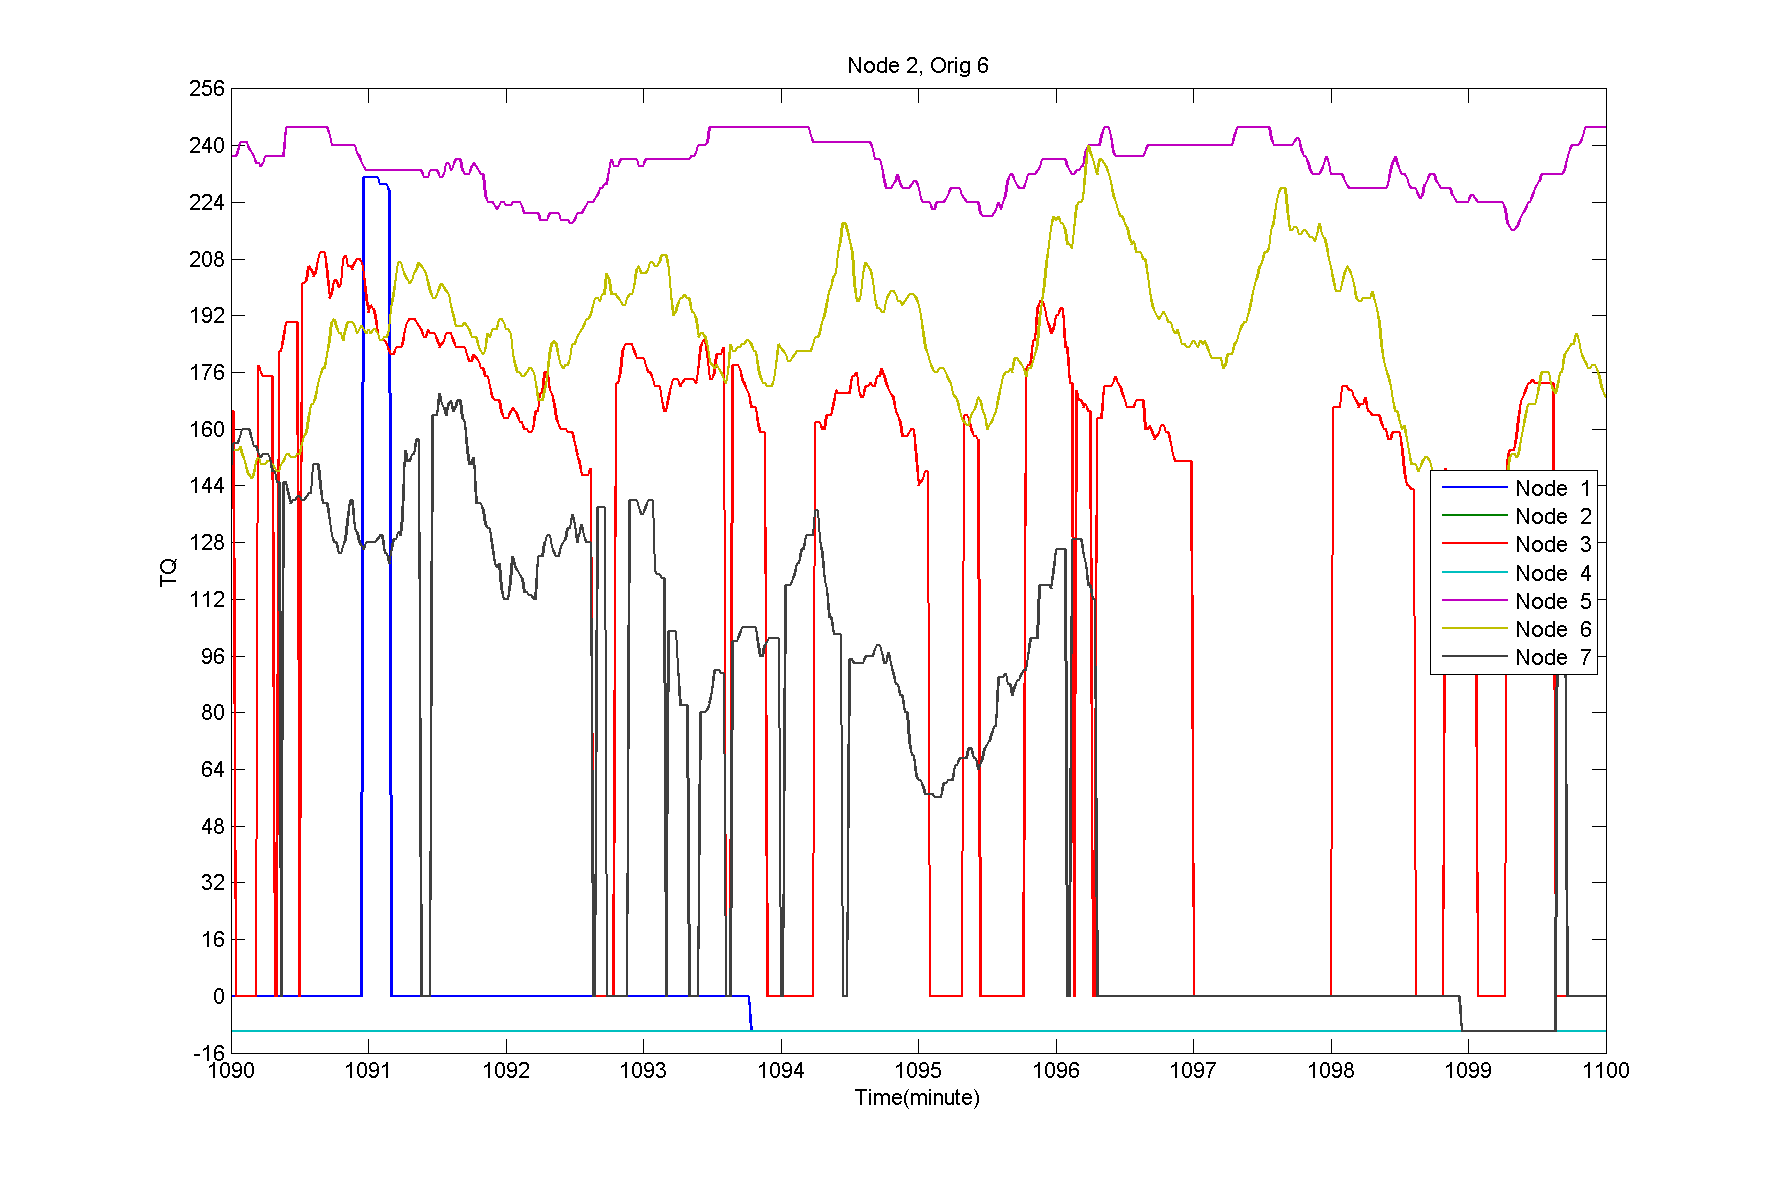 Node 2, Orig 6
256
240
224
208
192
176
160
144
128
112
96
80
64
48
32
16
0
-16
TQ
1090 1091 1092 1093 1094 1095 1096 1097 1098 1099 1100
Time(minute)
Node 1
Node 2
Node 3
Node 4
Node 5
Node 6
Node 7